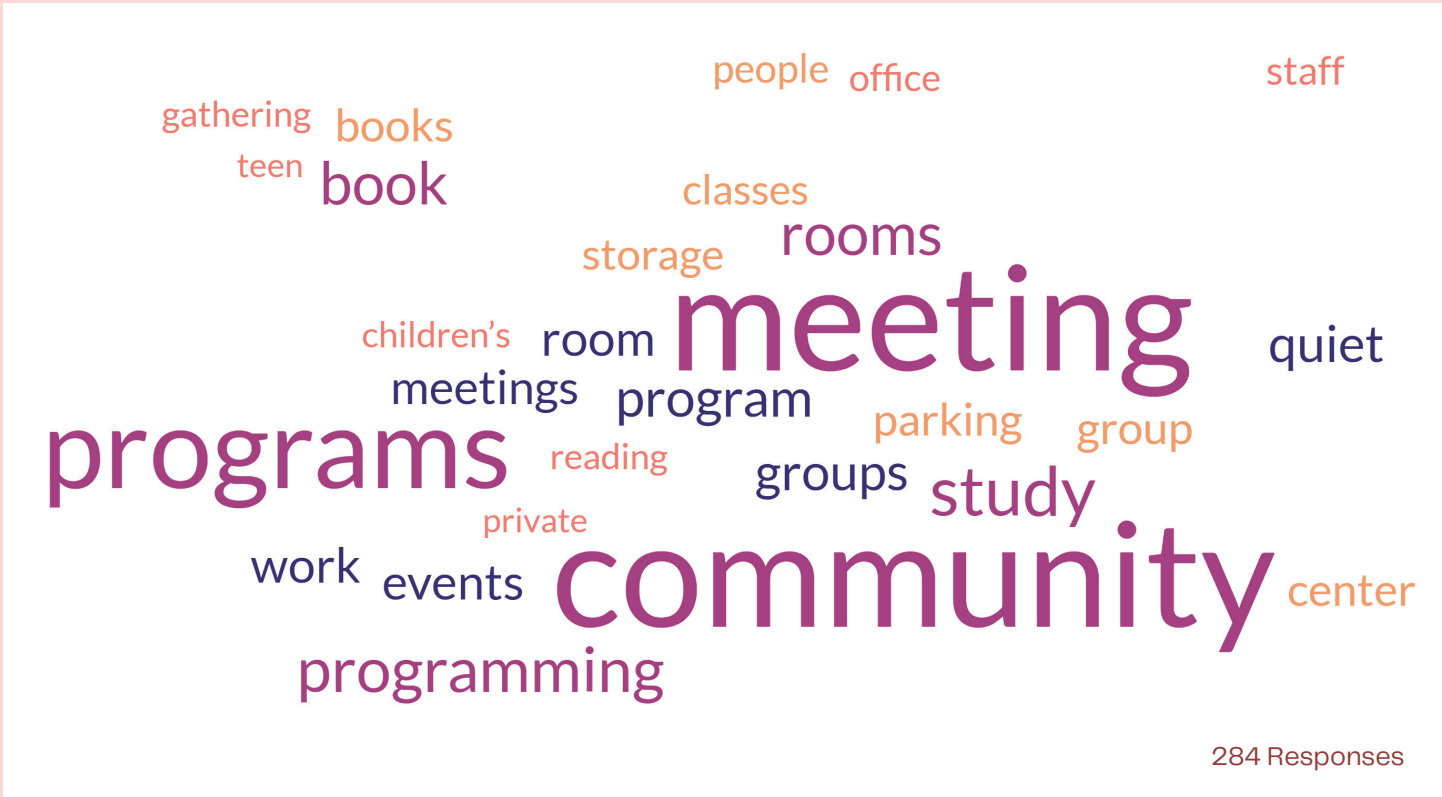 people office staff
gathering books
teen book classes
rooms
storage
meeting
children’s room quiet
meetings program
parking group
programs reading groups study
private
community
work events center
programming
284 Responses